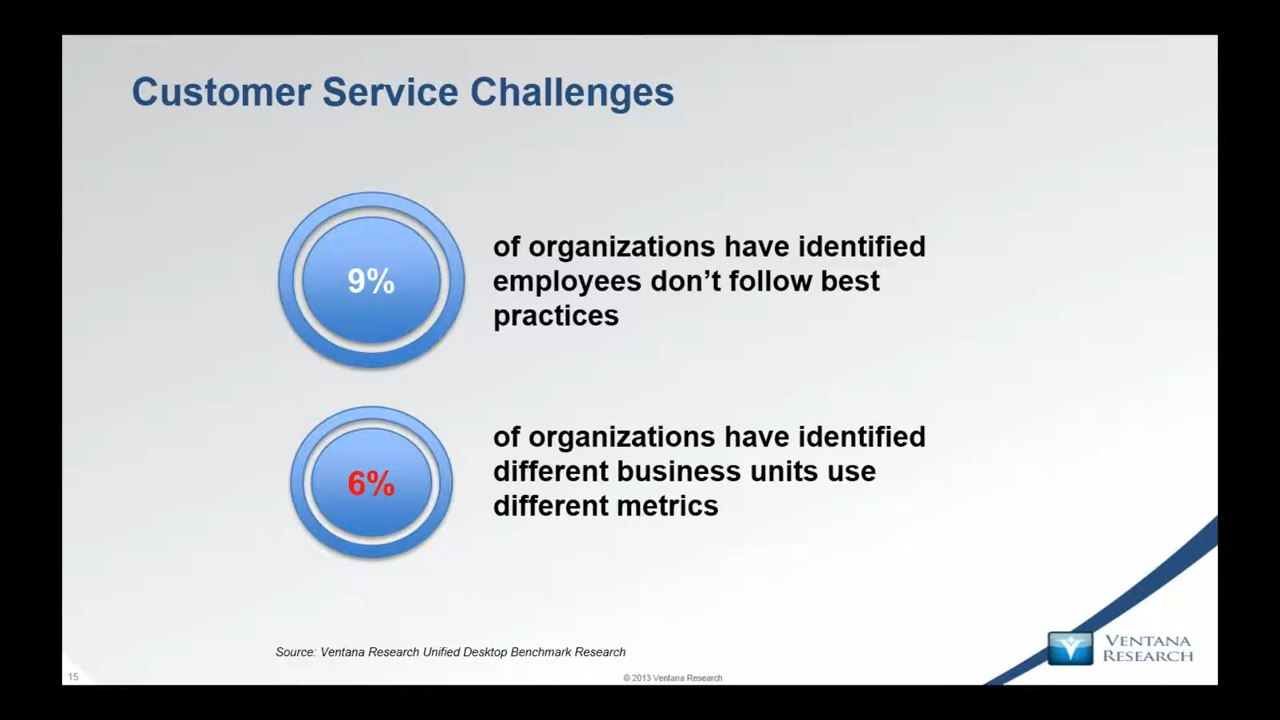 Customer Service Challenges
9%
of organizations have identified
employees don’t follow best
practices
6%
of organizations have identified
different business units use
different metrics
Source: Ventana Research Unified Desktop Benchmark Research
VENTANA
RESEARCH
15
© 2013 Ventana Research